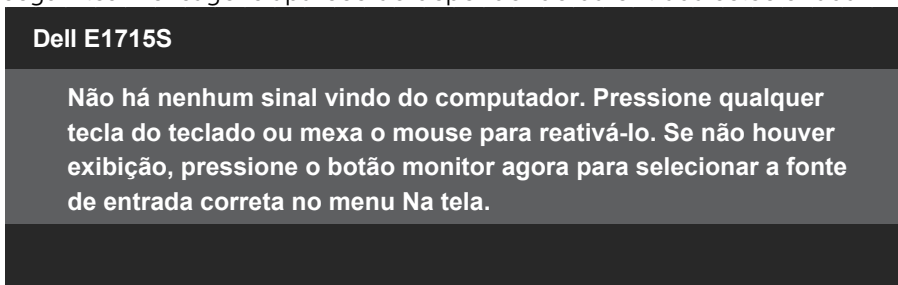 Dell E1715S
Não há nenhum sinal vindo do computador. Pressione qualquer
tecla do teclado ou mexa o mouse para reativá-lo. Se não houver
exibição, pressione o botão monitor agora para selecionar a fonte
de entrada correta no menu Na tela.